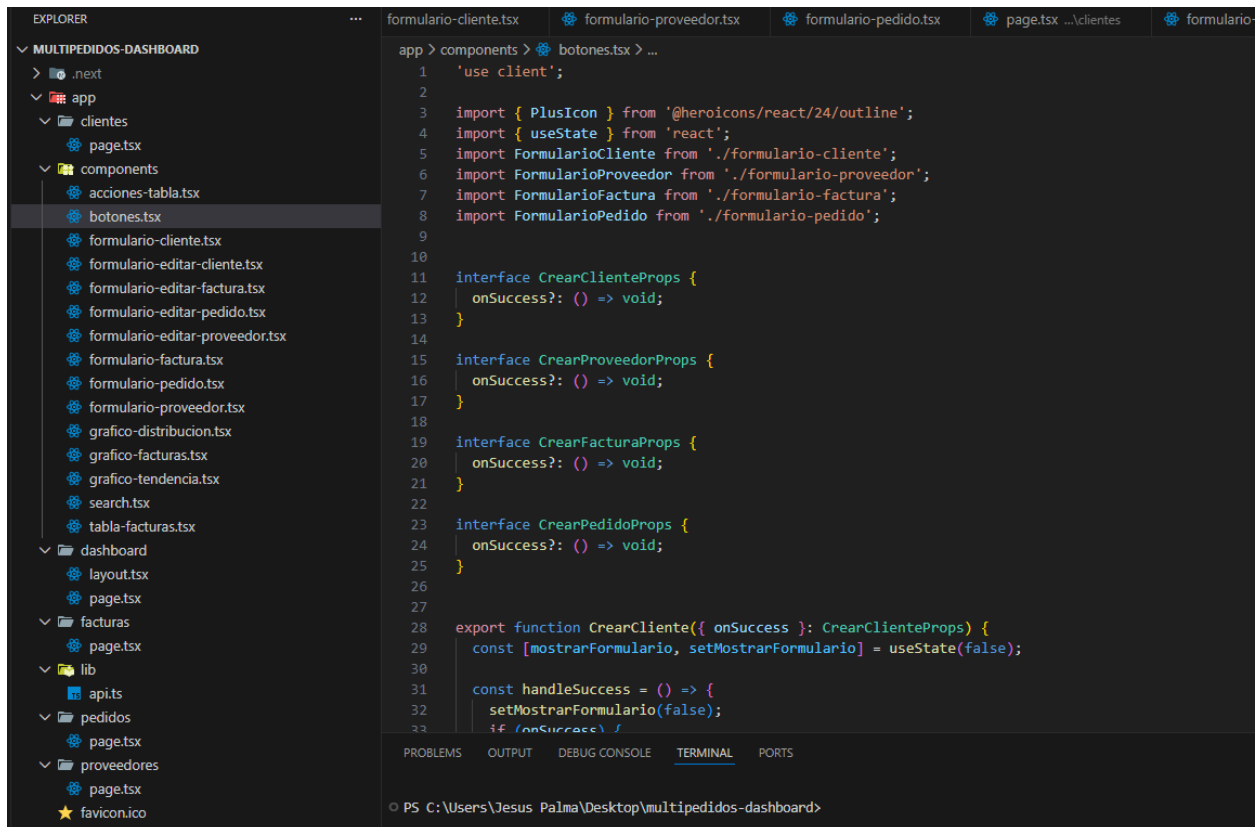 EXPLORER
MULTIPEDIDOS-DASHBOARD
.next
app
clientes
page.tsx
components
acciones-tabla.tsx
botones.tsx
formulario-cliente.tsx
formulario-editar-cliente.tsx
formulario-editar-factura.tsx
formulario-editar-pedido.tsx
formulario-editar-proveedor.tsx
formulario-factura.tsx
formulario-pedido.tsx
formulario-proveedor.tsx
grafico-distribucion.tsx
grafico-facturas.tsx
grafico-tendencia.tsx
search.tsx
tabla-facturas.tsx
dashboard
layout.tsx
page.tsx
facturas
page.tsx
lib
TS api.ts
pedidos
page.tsx
proveedores
page.tsx
favicon.ico
formulario-cliente.tsx formulario-proveedor.tsx formulario-pedido.tsx page.tsx ...\clientes formulario-
app > components > botones.tsx > ...
1 'use client';
2
3 import { PlusIcon } from '@heroicons/react/24/outline';
4 import { useState } from 'react';
5 import FormularioCliente from './formulario-cliente';
6 import FormularioProveedor from './formulario-proveedor';
7 import FormularioFactura from './formulario-factura';
8 import FormularioPedido from './formulario-pedido';
9
10
11 interface CrearClienteProps {
12 onSuccess?: () => void;
13 }
14
15 interface CrearProveedorProps {
16 onSuccess?: () => void;
17 }
18
19 interface CrearFacturaProps {
20 onSuccess?: () => void;
21 }
22
23 interface CrearPedidoProps {
24 onSuccess?: () => void;
25 }
26
27
28 export function CrearCliente({ onSuccess }: CrearClienteProps) {
29 const [mostrarFormulario, setMostrarFormulario] = useState(false);
30
31 const handleSuccess = () => {
32 setMostrarFormulario(false);
33 if (onSuccess) {
PROBLEMS OUTPUT DEBUG CONSOLE TERMINAL PORTS
PS C:\Users\Jesus Palma\Desktop\multipedidos-dashboard>